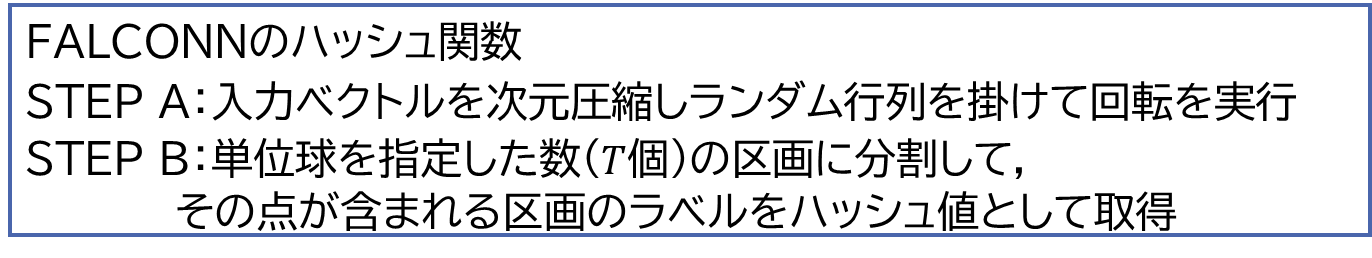 FALCONNのハッシュ関数
STEP A：入力ベクトルを次元圧縮しランダム行列を掛けて回転を実行
STEP B：単位球を指定した数(T個)の区画に分割して，
その点が含まれる区画のラベルをハッシュ値として取得